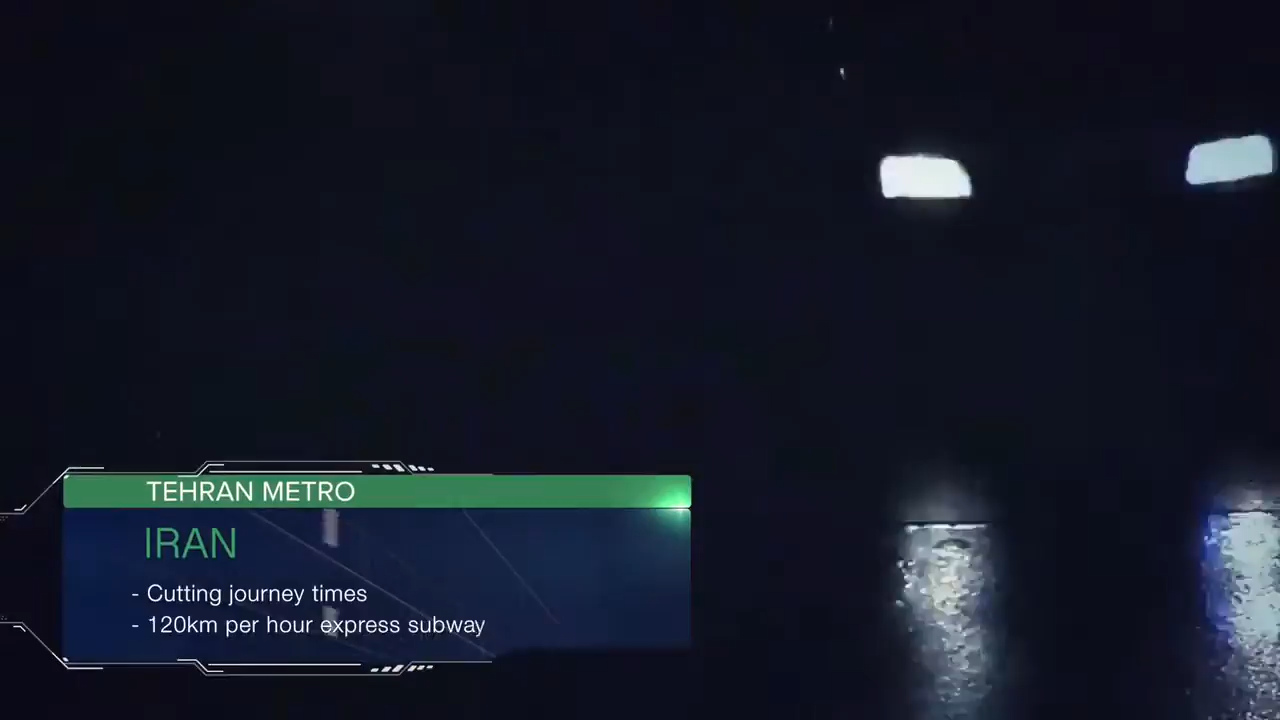 TEHRAN METRO
IRAN
- Cutting journey times
- 120km per hour express subway